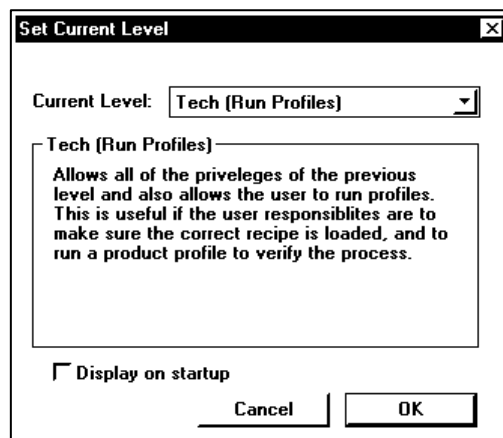 Set Current Level
Current Level: Tech (Run Profiles)
Tech (Run Profiles)
Allows all of the priveleges of the previous
level and also allows the user to run profiles.
This is useful if the user responsiblites are to
make sure the correct recipe is loaded, and to
run a product profile to verify the process.
Display on startup
Cancel OK